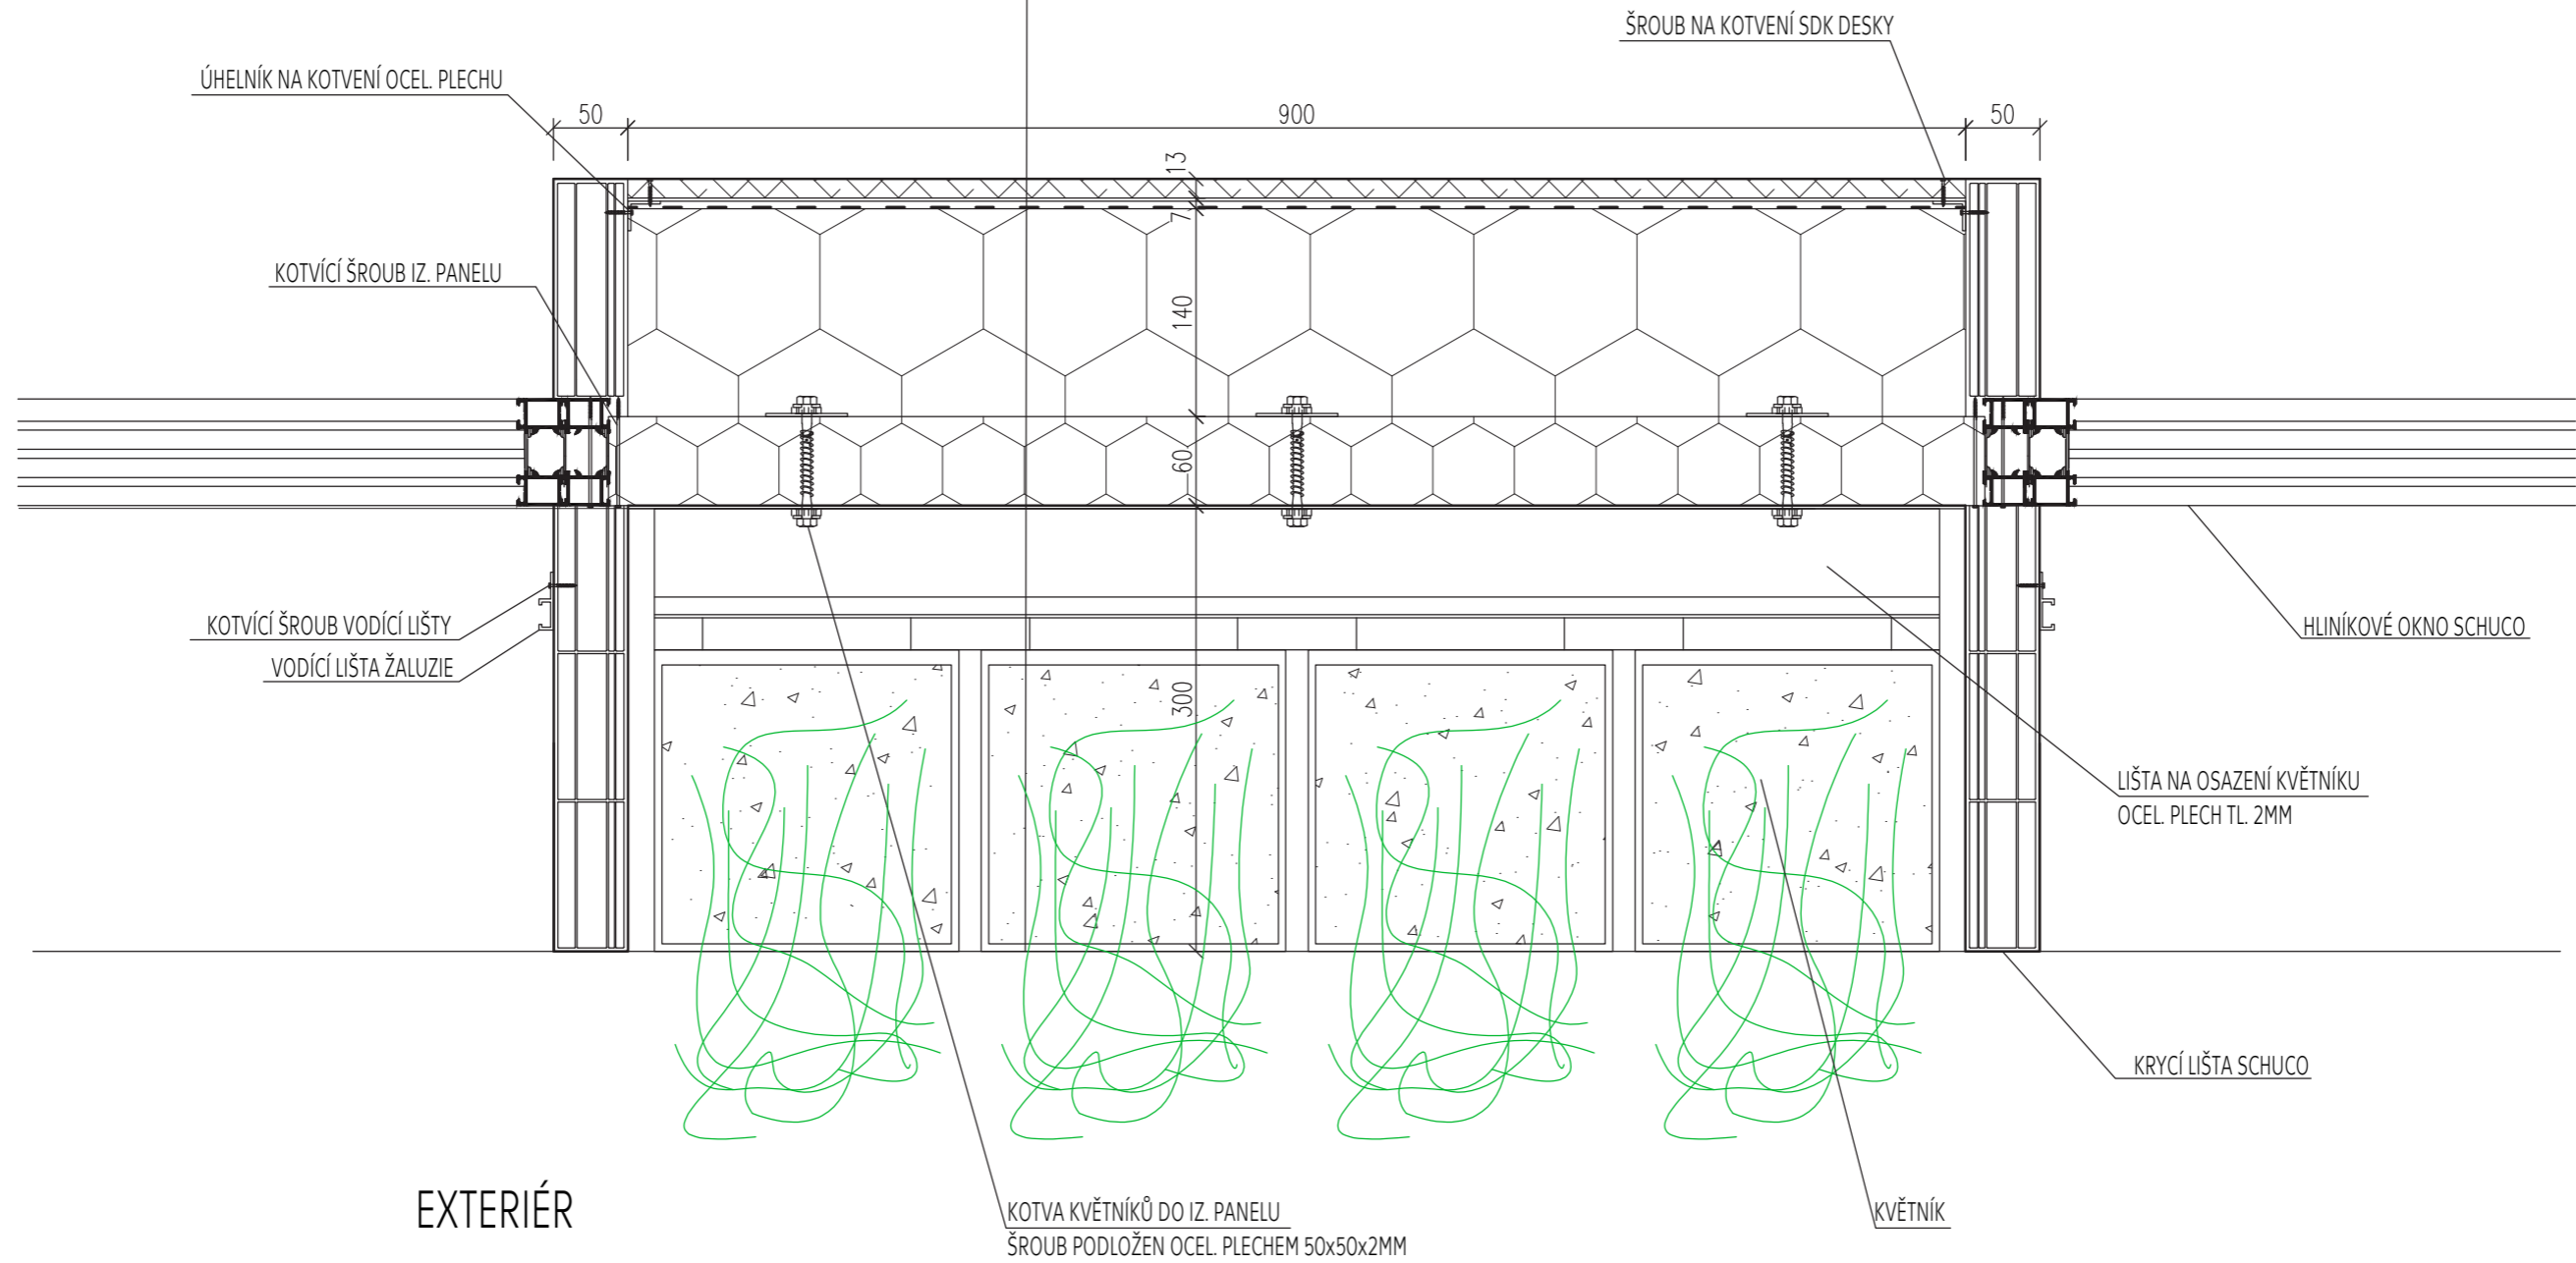 ŠROUB NA KOTVENÍ SDK DESKY
ÚHELNÍK NA KOTVENÍ OCEL. PLECHU
50
900
50
13
7
KOTVÍCÍ ŠROUB IZ. PANELU
140
60
KOTVÍCÍ ŠROUB VODÍCÍ LIŠTY
HLINÍKOVÉ OKNO SCHUCO
VODÍCÍ LIŠTA ŽALUZIE
300
LIŠTA NA OSAZENÍ KVĚTNÍKU
OCEL. PLECH TL. 2MM
KRYCÍ LIŠTA SCHUCO
EXTERIÉR
KOTVA KVĚTNÍKŮ DO IZ. PANELU
ŠROUB PODLOŽEN OCEL. PLECHEM 50x50x2MM
KVĚTNÍK